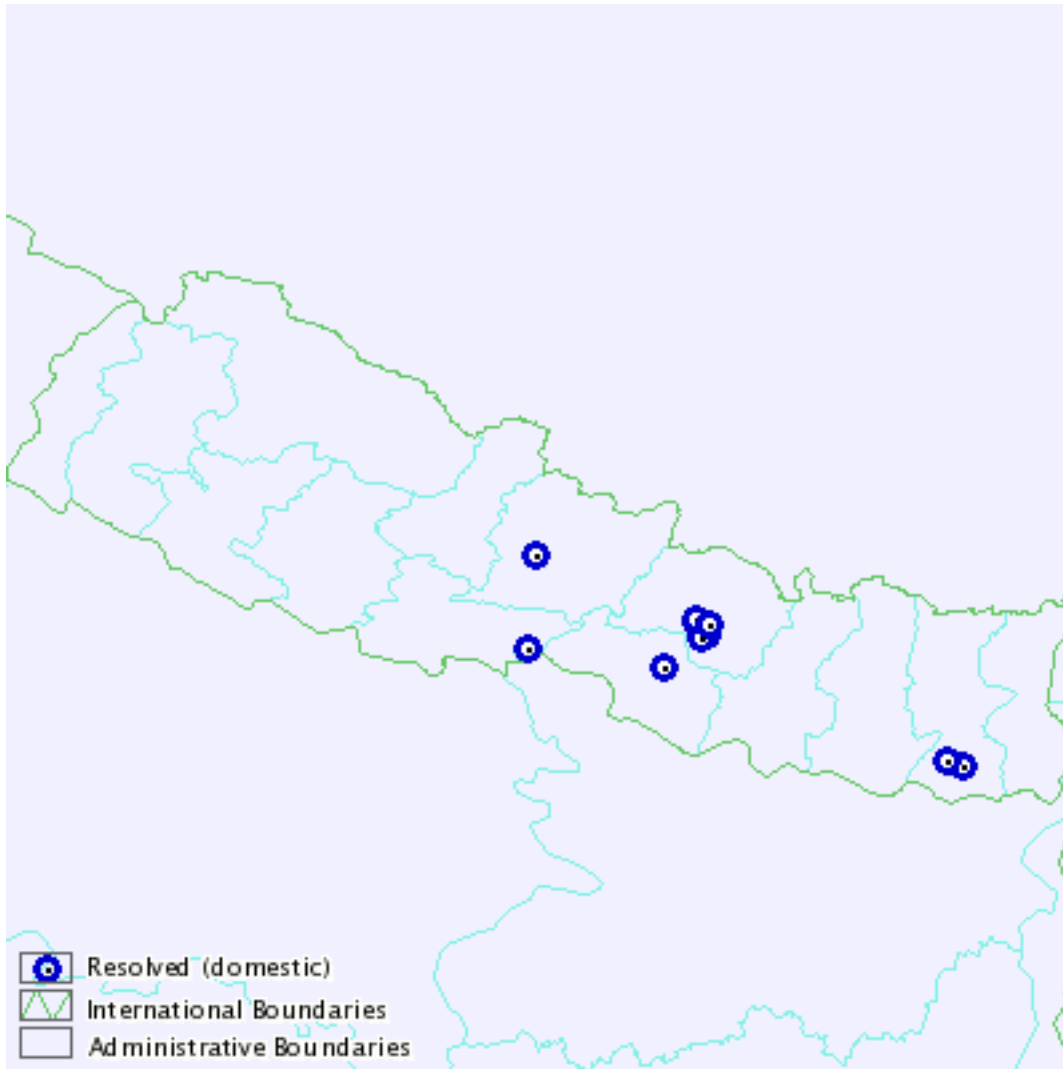 Resolved (domestic)
International Boundaries
Administrative Boundaries